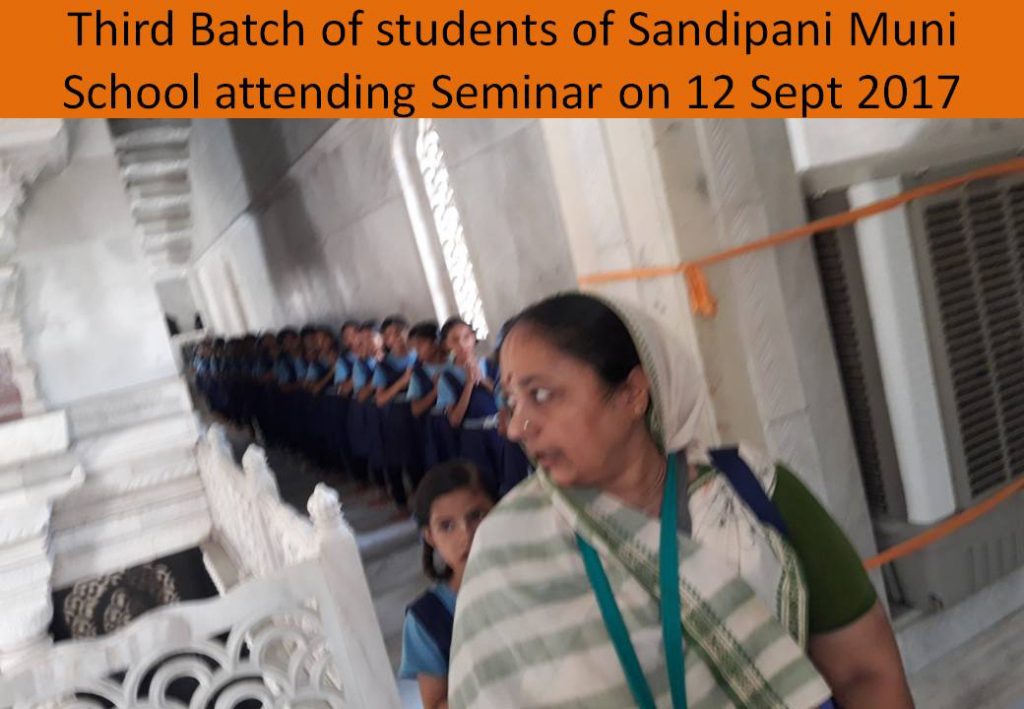 Third Batch of students of Sandipani Muni
School attending Seminar on 12 Sept 2017